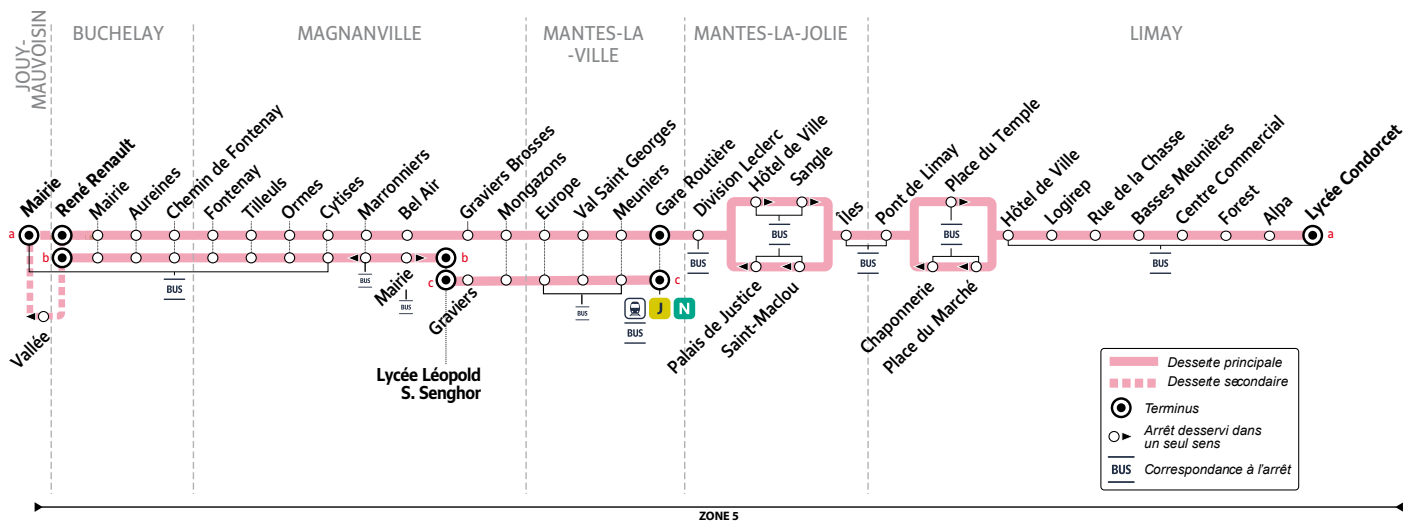 JOUY-
MAUVOISIN
BUCHELAY
MAGNANVILLE
MANTES-LA
-VILLE
MANTES-LA-JOLIE
LIMAY
Mairie
René Renault
Mairie
Aureines
Chemin de Fontenay
Fontenay
Tilleuls
Ormes
Cytises
Marronniers
Bel Air
Graviers Brosses
Mongazons
Europe
Val Saint Georges
Meuniers
Gare Routière
Division Leclerc
Hôtel de Ville
Sangle
Îles
Pont de Limay
Place du Temple
Hôtel de Ville
Logirep
Rue de la Chasse
Basses Meunières
Centre Commercial
Forest
Alpa
Lycée Condorcet
a
a
BUS
BUS
BUS
BUS
BUS
b
b
BUS
BUS
Mairie
BUS
c
c
Graviers
BUS
J
N
BUS
Vallée
Palais de Justice
Saint-Maclou
Chaponnerie
Place du Marché
Lycée Léopold
S. Senghor
Desserte principale
Desserte secondaire
Terminus
Arrêt desservi dans
un seul sens
BUS
Correspondance à l'arrêt
ZONE 5